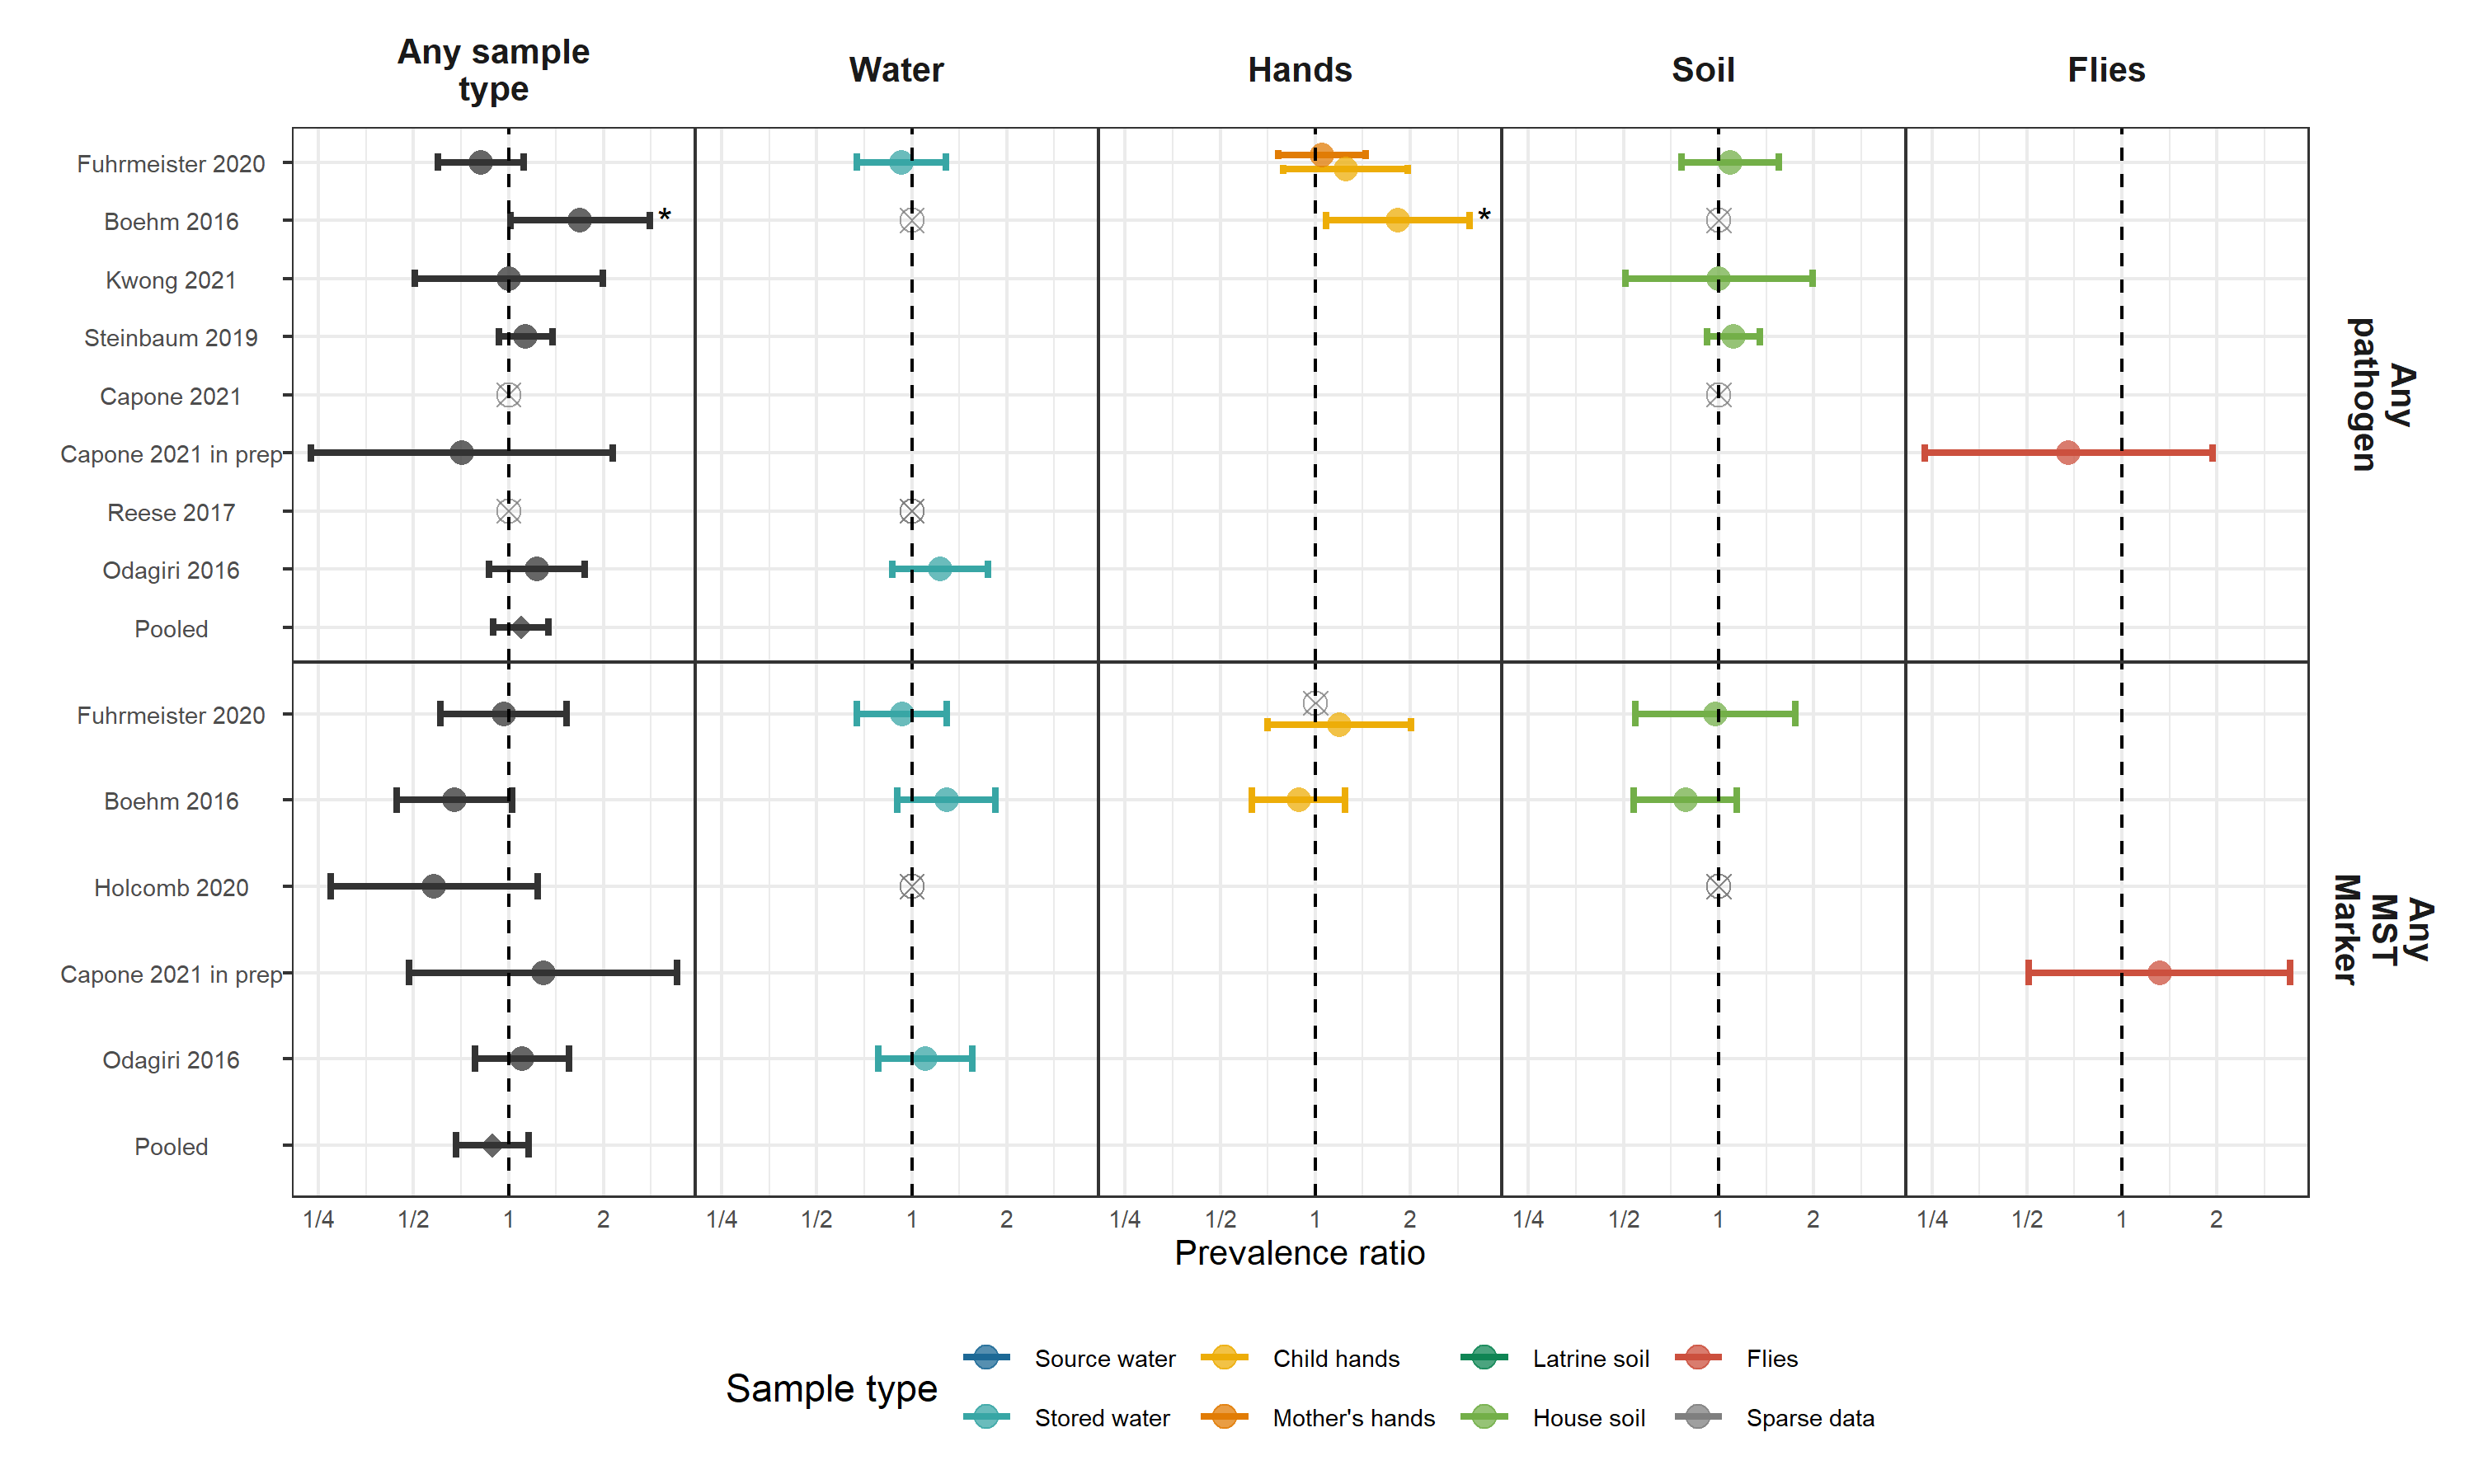 Any sample
type
Water
Hands
Soil
Flies
Fuhrmeister 2020
Boehm 2016
*
*
Kwong 2021
Steinbaum 2019
Capone 2021
Capone 2021 in prep
Reese 2017
Odagiri 2016
Pooled
Any
pathogen
Fuhrmeister 2020
Boehm 2016
Holcomb 2020
Capone 2021 in prep
Odagiri 2016
Pooled
Any
MST
Marker
1/4 1/2 1 2 1/4 1/2 1 2 1/4 1/2 1 2 1/4 1/2 1 2 1/4 1/2 1 2
Prevalence ratio
Sample type
Source water Child hands Latrine soil Flies
Stored water Mother's hands House soil Sparse data